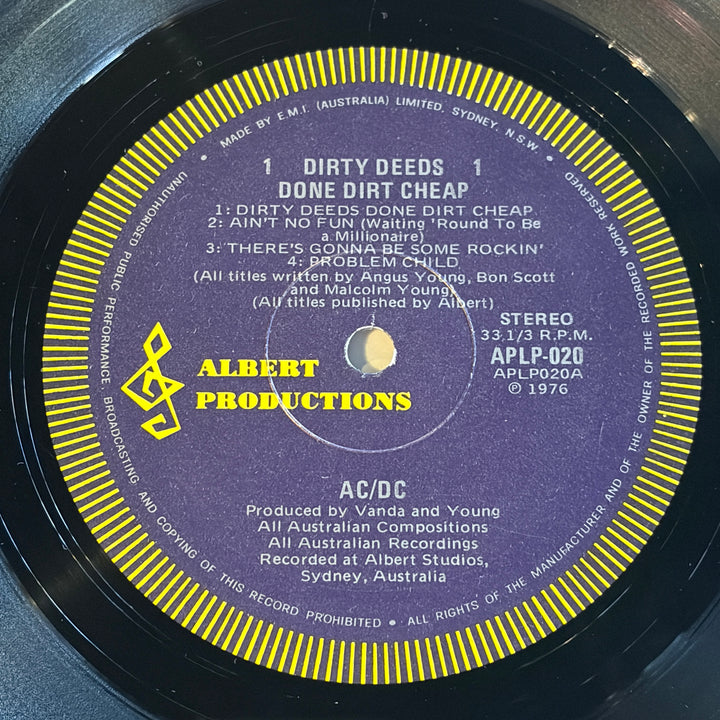 • MADE BY E.M.I. (AUSTRALIA) LIMITED. SYDNEY. N.S.W. •
1 DIRTY DEEDS 1
DONE DIRT CHEAP
1: DIRTY DEEDS DONE DIRT CHEAP
2: AIN'T NO FUN (Waiting 'Round To Be
a Millionaire)
3: THERE'S GONNA BE SOME ROCKIN'
4: PROBLEM CHILD
(All titles written by Angus Young, Bon Scott
and Malcolm Young)
(All titles published by Albert)
STEREO
33 1/3 R.P.M.
APLP-020
APLP020A
℗ 1976
ALBERT
PRODUCTIONS
AC/DC
Produced by Vanda and Young
All Australian Compositions
All Australian Recordings
Recorded at Albert Studios,
Sydney, Australia
UNAUTHORISED PUBLIC PERFORMANCE, BROADCASTING AND COPYING OF THIS RECORD PROHIBITED • ALL RIGHTS OF THE MANUFACTURER AND OF THE OWNER OF THE RECORDED WORK RESERVED